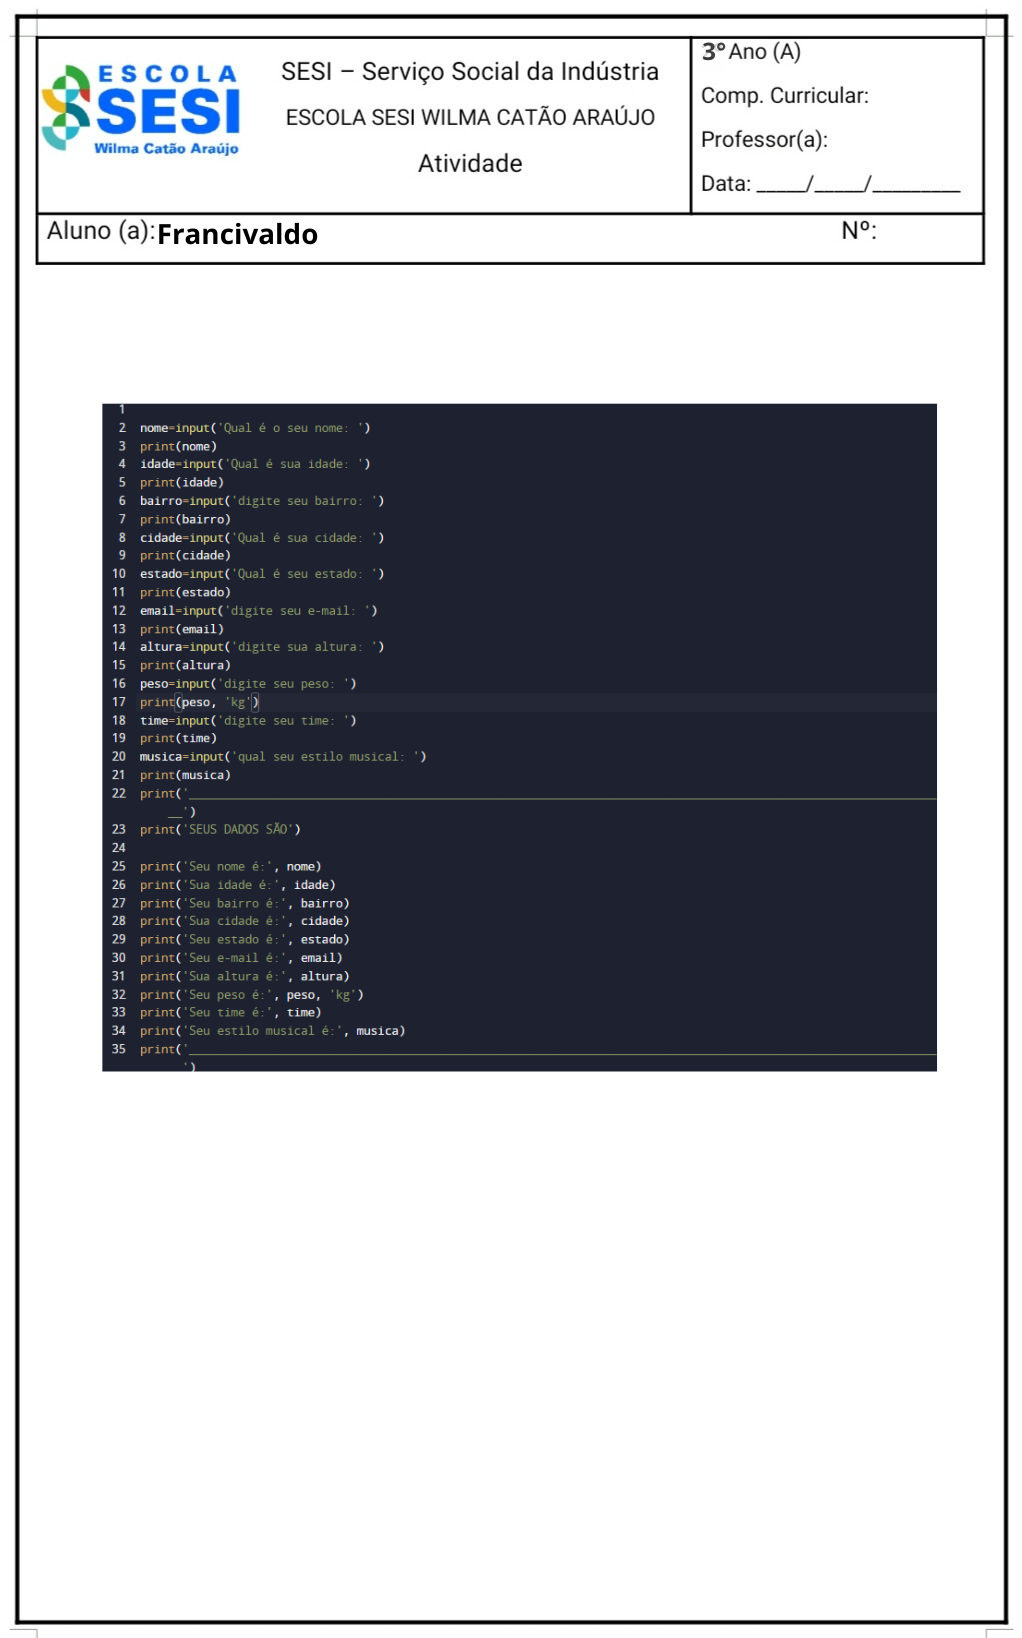 ESCOLA
SESI
Wilma Catão Araújo
SESI – Serviço Social da Indústria
ESCOLA SESI WILMA CATÃO ARAÚJO
Atividade
3º Ano (A)
Comp. Curricular:
Professor(a):
Data: _____/_____/_________
Aluno (a):Francivaldo Nº:
1
2 nome=input('Qual é o seu nome: ')
3 print(nome)
4 idade=input('Qual é sua idade: ')
5 print(idade)
6 bairro=input('digite seu bairro: ')
7 print(bairro)
8 cidade=input('Qual é sua cidade: ')
9 print(cidade)
10 estado=input('Qual é seu estado: ')
11 print(estado)
12 email=input('digite seu e-mail: ')
13 print(email)
14 altura=input('digite sua altura: ')
15 print(altura)
16 peso=input('digite seu peso: ')
17 print(peso, 'kg')
18 time=input('digite seu time: ')
19 print(time)
20 musica=input('qual seu estilo musical: ')
21 print(musica)
22 print('__________________________________________________________________________________________________________
__')
23 print('SEUS DADOS SÃO')
24
25 print('Seu nome é:', nome)
26 print('Sua idade é:', idade)
27 print('Seu bairro é:', bairro)
28 print('Sua cidade é:', cidade)
29 print('Seu estado é:', estado)
30 print('Seu e-mail é:', email)
31 print('Sua altura é:', altura)
32 print('Seu peso é:', peso, 'kg')
33 print('Seu time é:', time)
34 print('Seu estilo musical é:', musica)
35 print('__________________________________________________________________________________________________________
')